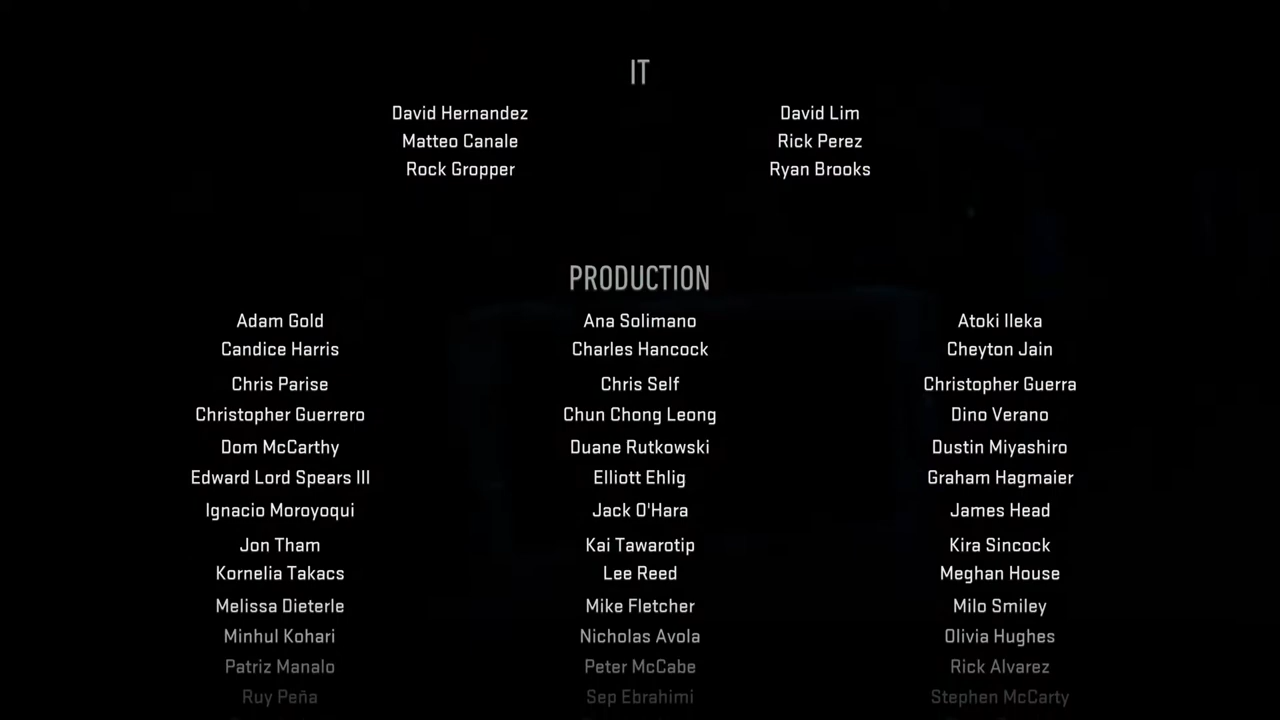 IT
David Hernandez David Lim
Matteo Canale Rick Perez
Rock Gropper Ryan Brooks
PRODUCTION
Adam Gold Ana Solimano Atoki Ileka
Candice Harris Charles Hancock Cheyton Jain
Chris Parise Chris Self Christopher Guerra
Christopher Guerrero Chun Chong Leong Dino Verano
Dom McCarthy Duane Rutkowski Dustin Miyashiro
Edward Lord Spears III Elliott Ehlig Graham Hagmaier
Ignacio Moroyoqui Jack O'Hara James Head
Jon Tham Kai Tawarotip Kira Sincock
Kornelia Takacs Lee Reed Meghan House
Melissa Dieterle Mike Fletcher Milo Smiley
Minhul Kohari Nicholas Avola Olivia Hughes
Patriz Manalo Peter McCabe Rick Alvarez
Ruy Peña Sep Ebrahimi Stephen McCarty